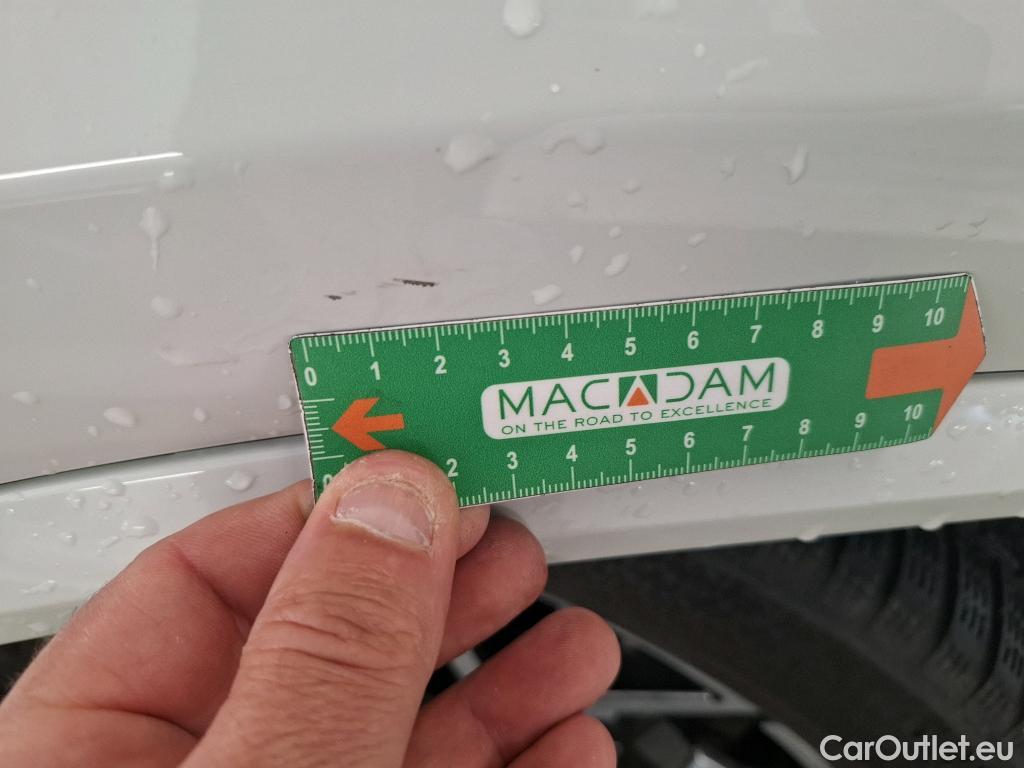 0 1 2 3 4 5 6 7 8 9 10
MACADAM
ON THE ROAD TO EXCELLENCE
0 2 3 4 5 6 7 8 9 10
CarOutlet.eu